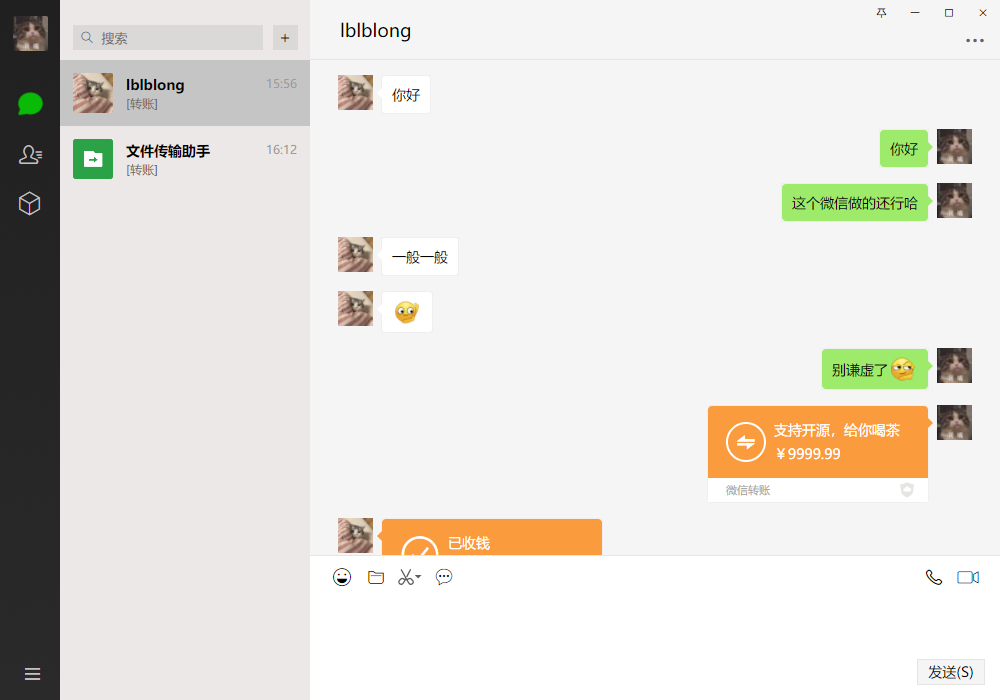 搜索
+
lblblong
15:56
[转账]
文件传输助手
16:12
[转账]
lblblong
你好
你好
这个微信做的还行哈
一般一般
别谦虚了
支持开源，给你喝茶
￥9999.99
微信转账
已收钱
发送(S)